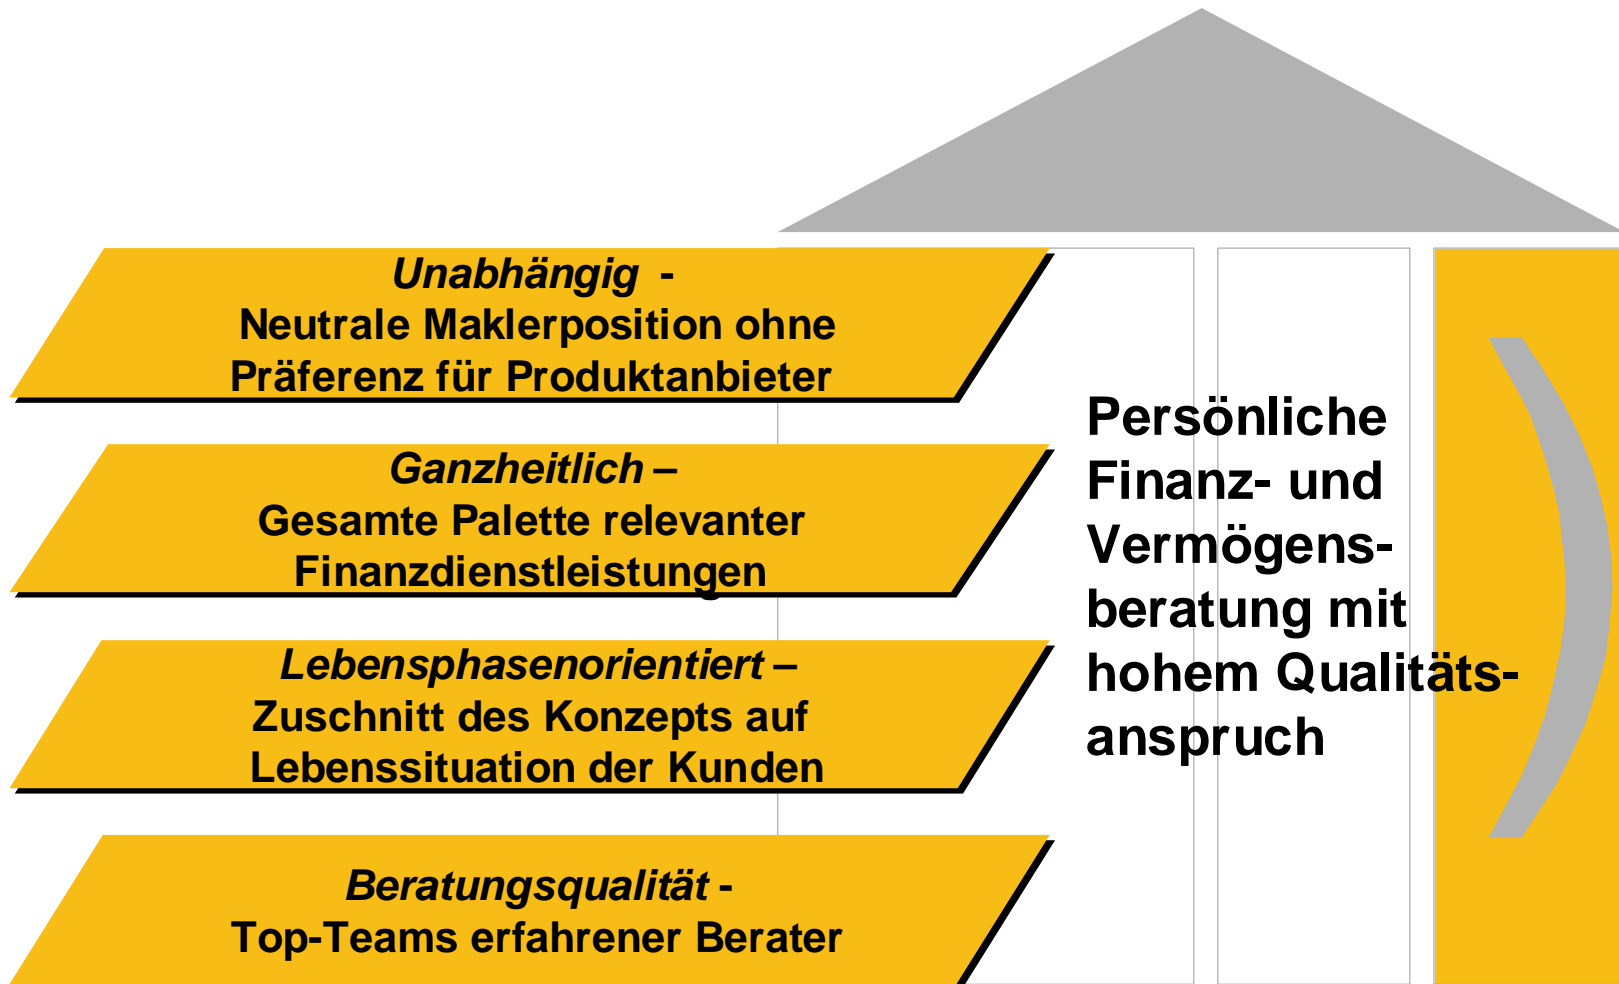 Unabhängig -
Neutrale Maklerposition ohne
Präferenz für Produktanbieter
Ganzheitlich –
Gesamte Palette relevanter
Finanzdienstleistungen
Lebensphasenorientiert –
Zuschnitt des Konzepts auf
Lebenssituation der Kunden
Beratungsqualität -
Top-Teams erfahrener Berater
Persönliche
Finanz- und
Vermögens-
beratung mit
hohem Qualitäts-
anspruch